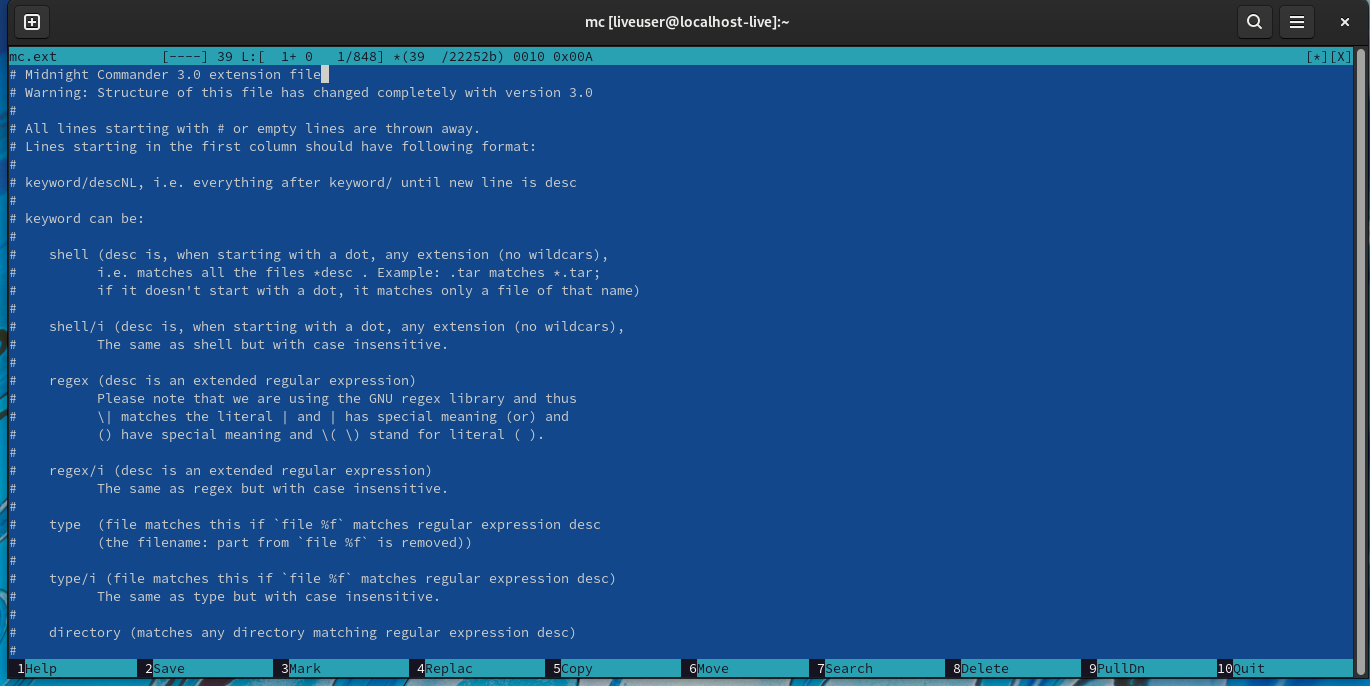 mc [liveuser@localhost-live]:~
mc.ext [----] 39 L:[ 1+ 0 1/848] *(39 /22252b) 0010 0x00A [*][X]
# Midnight Commander 3.0 extension file
# Warning: Structure of this file has changed completely with version 3.0
#
# All lines starting with # or empty lines are thrown away.
# Lines starting in the first column should have following format:
#
# keyword/descNL, i.e. everything after keyword/ until new line is desc
#
# keyword can be:
#
#    shell (desc is, when starting with a dot, any extension (no wildcars),
#          i.e. matches all the files *desc . Example: .tar matches *.tar;
#          if it doesn't start with a dot, it matches only a file of that name)
#
#    shell/i (desc is, when starting with a dot, any extension (no wildcars),
#          The same as shell but with case insensitive.
#
#    regex (desc is an extended regular expression)
#          Please note that we are using the GNU regex library and thus
#          \| matches the literal | and | has special meaning (or) and
#          () have special meaning and \( \) stand for literal ( ).
#
#    regex/i (desc is an extended regular expression)
#          The same as regex but with case insensitive.
#
#    type  (file matches this if `file %f` matches regular expression desc
#          (the filename: part from `file %f` is removed))
#
#    type/i (file matches this if `file %f` matches regular expression desc)
#          The same as type but with case insensitive.
#
#    directory (matches any directory matching regular expression desc)
#
1Help 2Save 3Mark 4Replac 5Copy 6Move 7Search 8Delete 9PullDn 10Quit